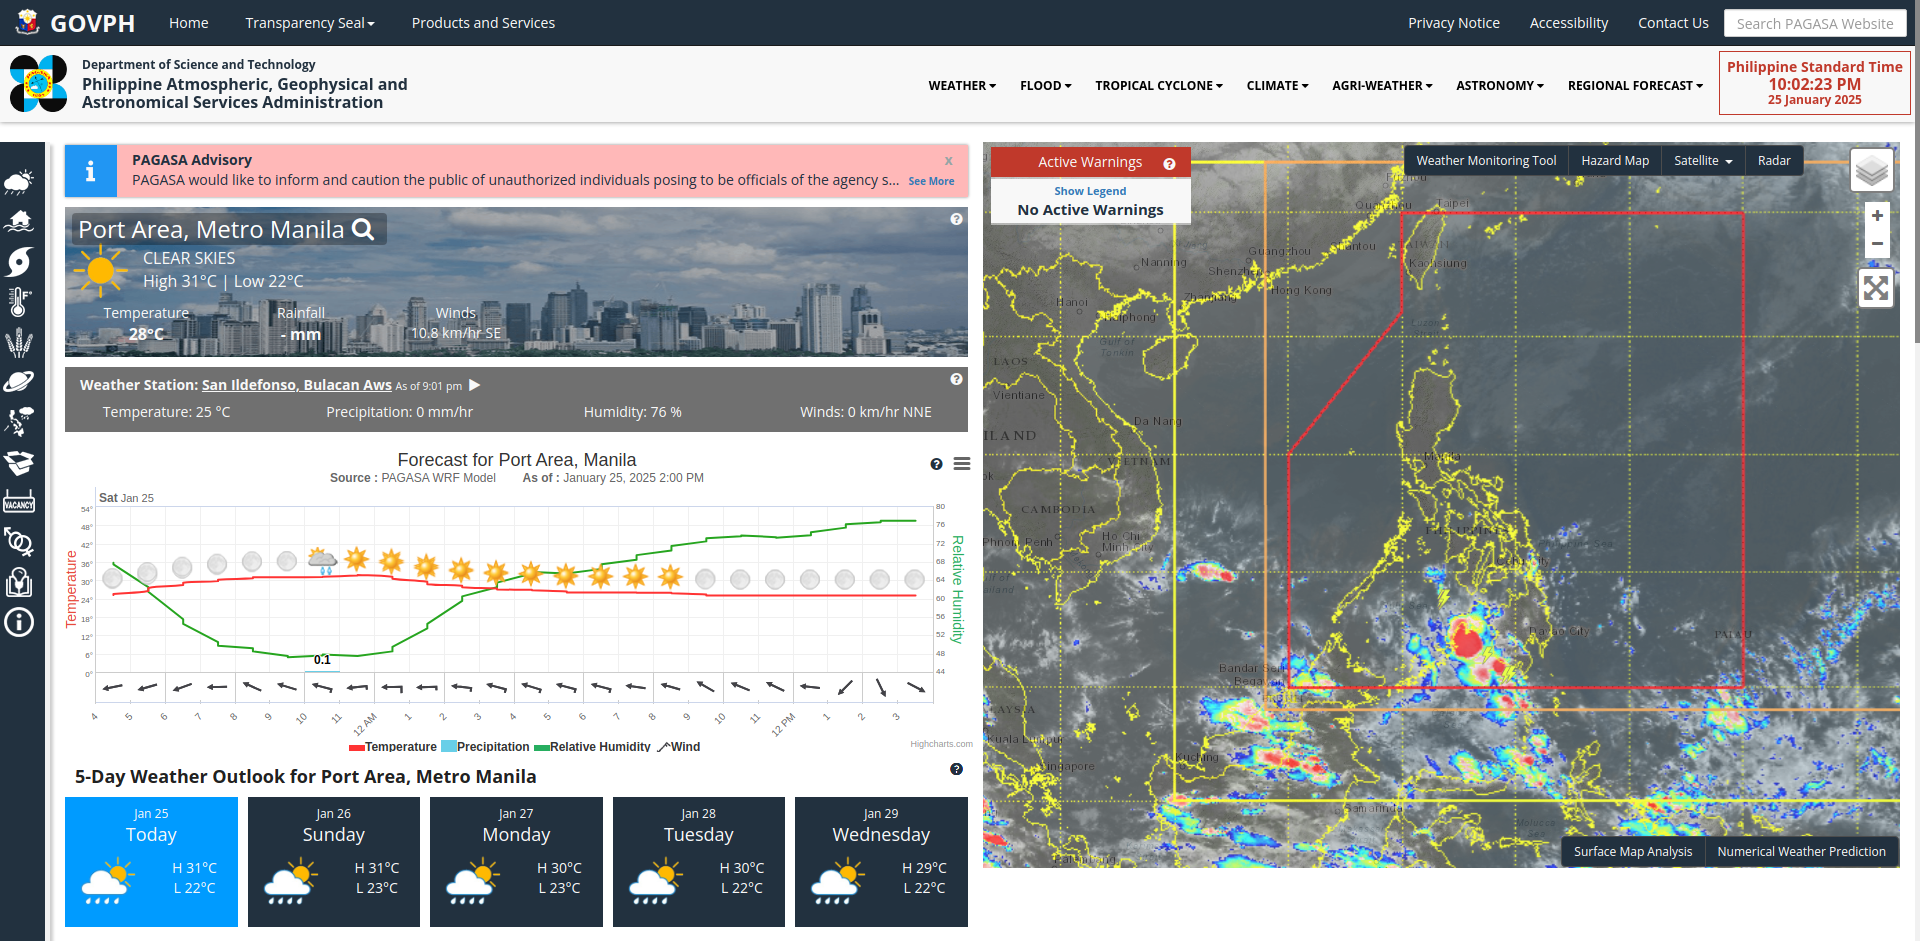 GOVPH
Home
Transparency Seal
Products and Services
Privacy Notice
Accessibility
Contact Us
Search PAGASA Website
Department of Science and Technology
Philippine Atmospheric, Geophysical and
Astronomical Services Administration
WEATHER
FLOOD
TROPICAL CYCLONE
CLIMATE
AGRI-WEATHER
ASTRONOMY
REGIONAL FORECAST
Philippine Standard Time
10:02:23 PM
25 January 2025
VACANCY
PAGASA Advisory
x
PAGASA would like to inform and caution the public of unauthorized individuals posing to be officials of the agency s... See More
Port Area, Metro Manila
CLEAR SKIES
High 31°C | Low 22°C
Temperature
28°C
Rainfall
- mm
Winds
10.8 km/hr SE
Weather Station: San Ildefonso, Bulacan Aws As of 9:01 pm
Temperature: 25 °C
Precipitation: 0 mm/hr
Humidity: 76 %
Winds: 0 km/hr NNE
Forecast for Port Area, Manila
Source : PAGASA WRF Model As of : January 25, 2025 2:00 PM
Sat Jan 25
54°
48°
42°
36°
30°
24°
18°
12°
6°
0°
Temperature
80
76
72
68
64
60
56
52
48
44
Relative Humidity
0.1
4 5 6 7 8 9 10 11 12 AM 1 2 3 4 5 6 7 8 9 10 11 12 PM 1 2 3
Temperature Precipitation Relative Humidity Wind
Highcharts.com
5-Day Weather Outlook for Port Area, Metro Manila
Jan 25
Today
H 31°C
L 22°C
Jan 26
Sunday
H 31°C
L 23°C
Jan 27
Monday
H 30°C
L 23°C
Jan 28
Tuesday
H 30°C
L 22°C
Jan 29
Wednesday
H 29°C
L 22°C
Active Warnings
Show Legend
No Active Warnings
Weather Monitoring Tool
Hazard Map
Satellite
Radar
+
−
Taipei
Guangzhou
Nanning
Shenzhen
Kaohsiung
Hong Kong
Hanoi
Gulf of
Tonkin
LAOS
Vientiane
Da Nang
VIETNAM
CAMBODIA
Phnom Penh
Ho Chi
Minh City
Manila
PALAU
Bandar Seri
Kuala Lumpur
Kuching
Samarinda
Surface Map Analysis
Numerical Weather Prediction